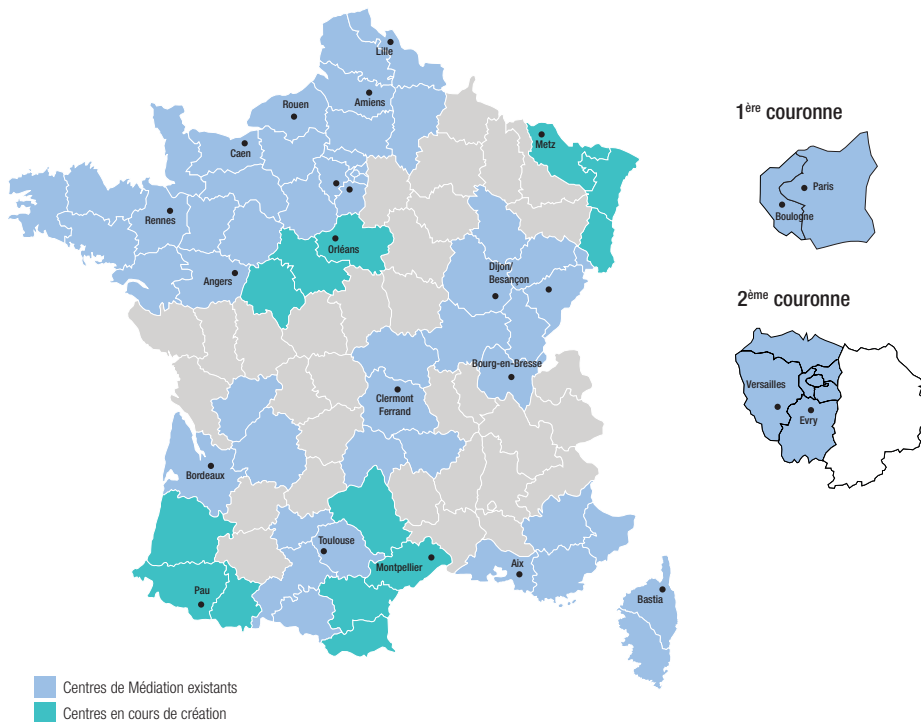 Lille
Amiens
Rouen
Caen
Metz
Rennes
Orléans
Angers
Dijon/
Besançon
Bourg-en-Bresse
Clermont
Ferrand
Bordeaux
Toulouse
Montpellier
Aix
Pau
Bastia
1ère couronne
Paris
Boulogne
2ème couronne
Versailles
Evry
Centres de Médiation existants
Centres en cours de création